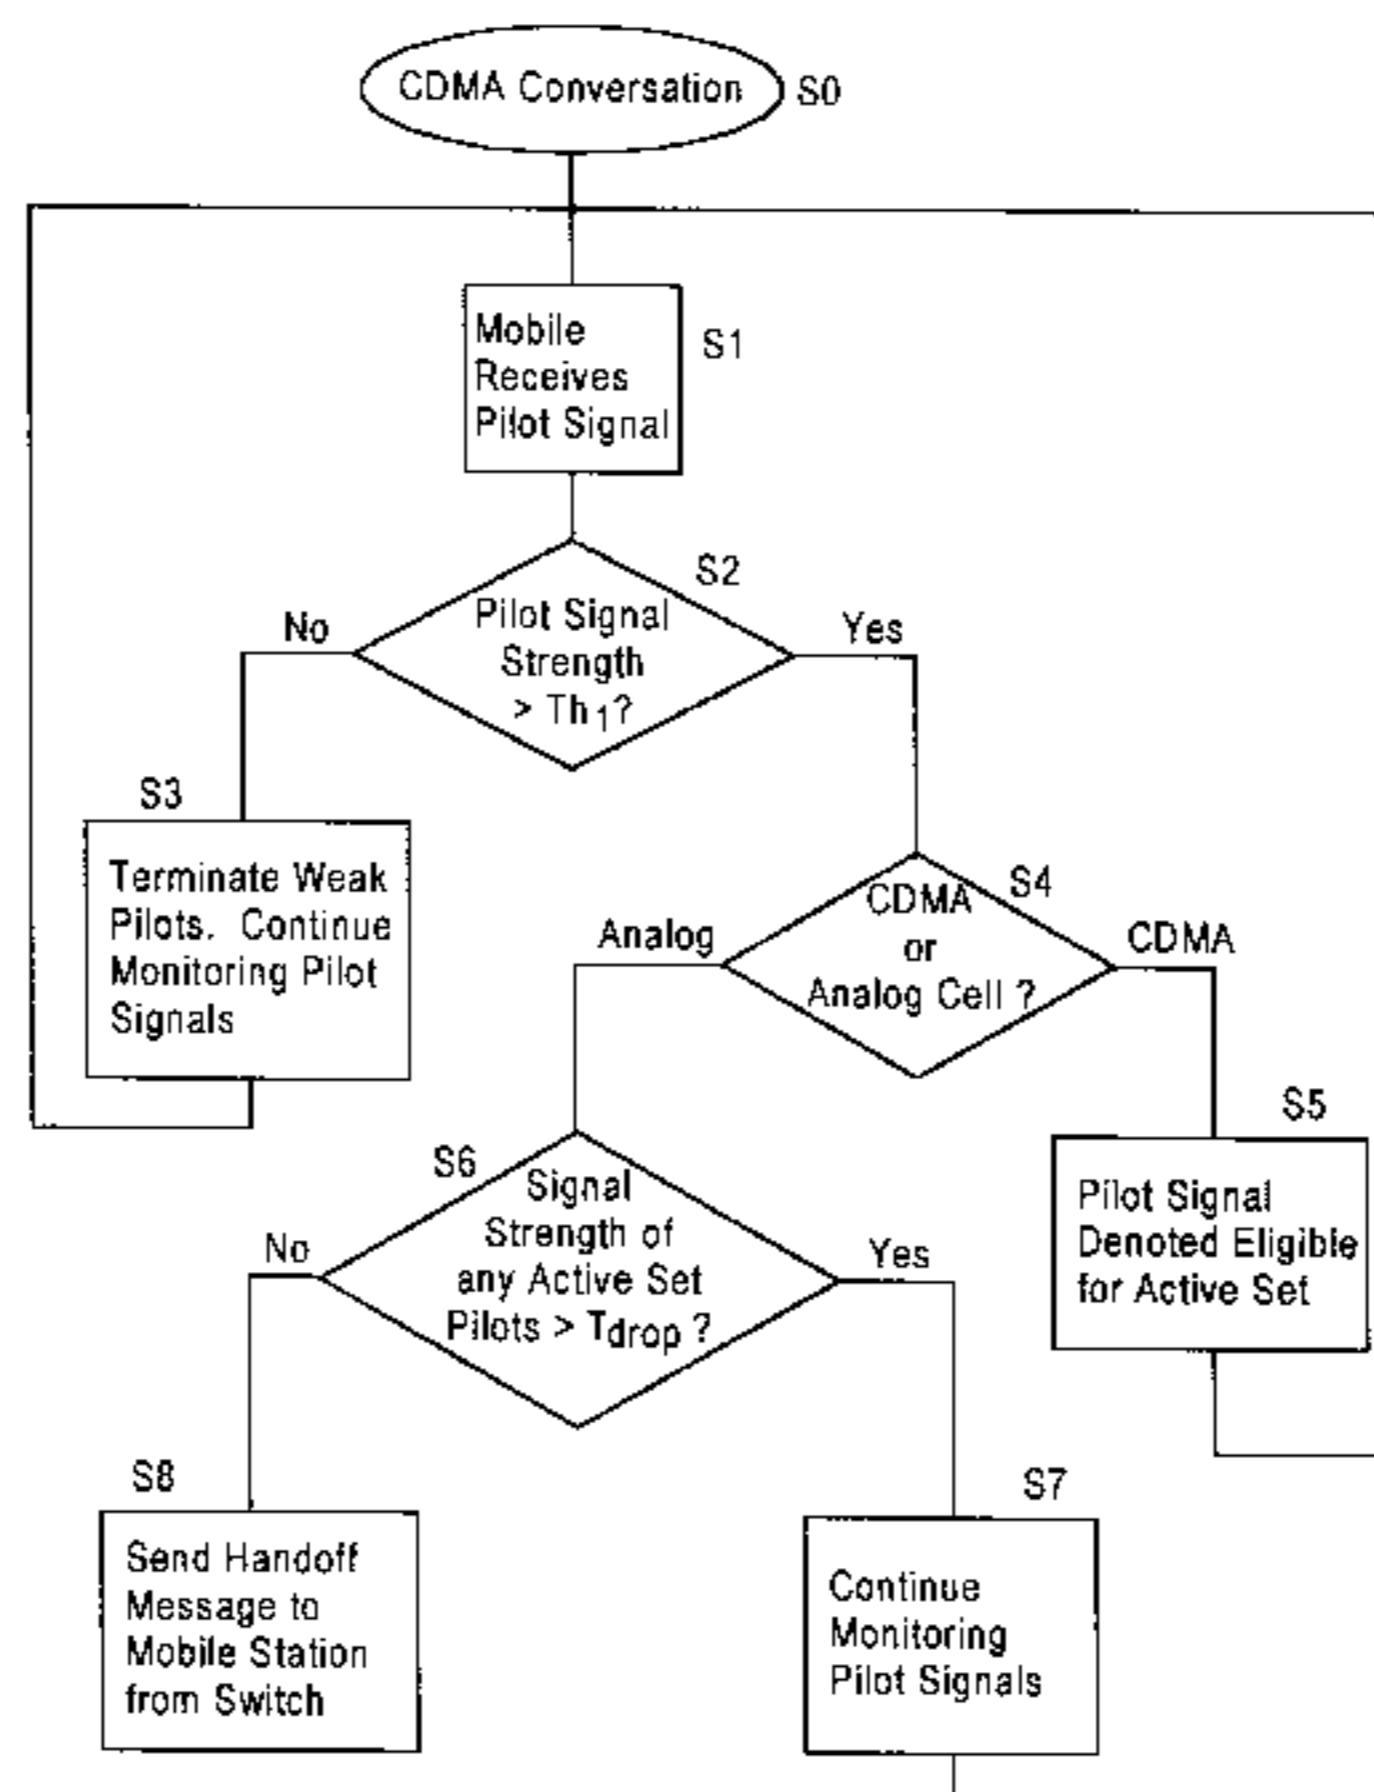 CDMA Conversation S0
Mobile
Receives
Pilot Signal
S1
S2
Pilot Signal
Strength
> Th1?
No
Yes
S3
Terminate Weak
Pilots. Continue
Monitoring Pilot
Signals
S4
CDMA
or
Analog Cell ?
Analog
CDMA
S5
Pilot Signal
Denoted Eligible
for Active Set
S6
Signal
Strength of
any Active Set
Pilots > Tdrop ?
No
Yes
S8
Send Handoff
Message to
Mobile Station
from Switch
S7
Continue
Monitoring
Pilot Signals